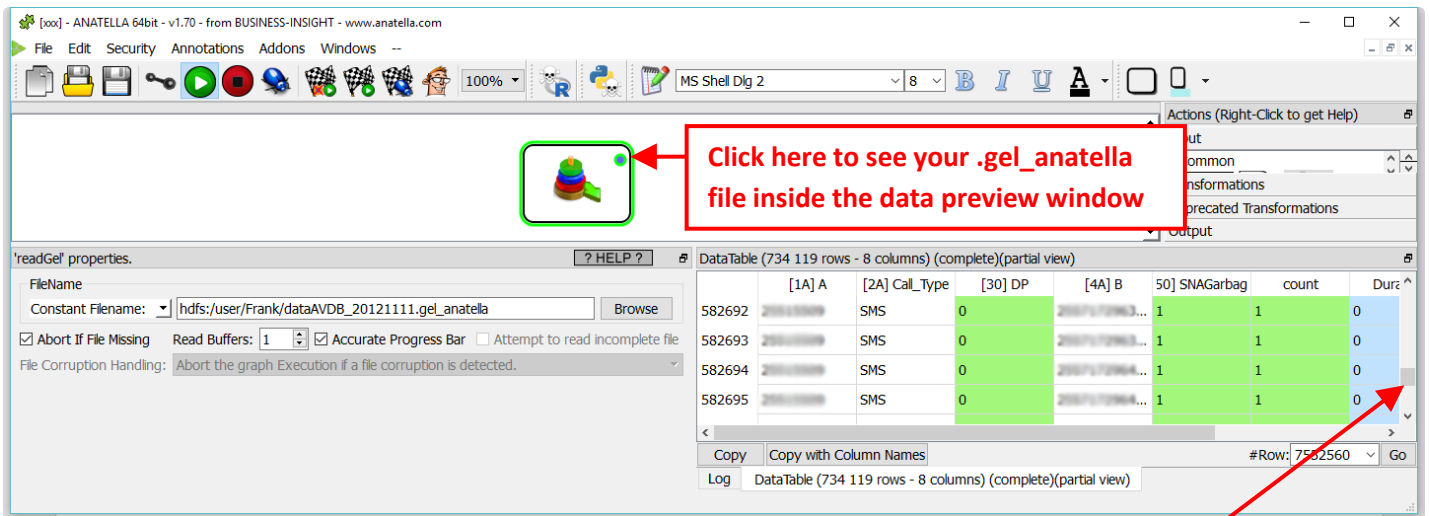 [xxx] - ANATELLA 64bit - v1.70 - from BUSINESS-INSIGHT - www.anatella.com
File Edit Security Annotations Addons Windows --
100% MS Shell Dlg 2 8 B I U A
Actions (Right-Click to get Help)
Click here to see your .gel_anatella
file inside the data preview window
Deprecated Transformations
Output
'readGel' properties. ? HELP ?
DataTable (734 119 rows - 8 columns) (complete)(partial view)
FileName
Constant Filename: hdfs:/user/Frank/dataAVDB_20121111.gel_anatella Browse
Abort If File Missing Read Buffers: 1 Accurate Progress Bar Attempt to read incomplete file
File Corruption Handling: Abort the graph Execution if a file corruption is detected.
[1A] A [2A] Call_Type [30] DP [4A] B 50] SNAGarbag count Dura
582692 SMS 0 1 1 0
582693 SMS 0 1 1 0
582694 SMS 0 1 1 0
582695 SMS 0 1 1 0
Copy Copy with Column Names #Row: 7552560 Go
Log DataTable (734 119 rows - 8 columns) (complete)(partial view)